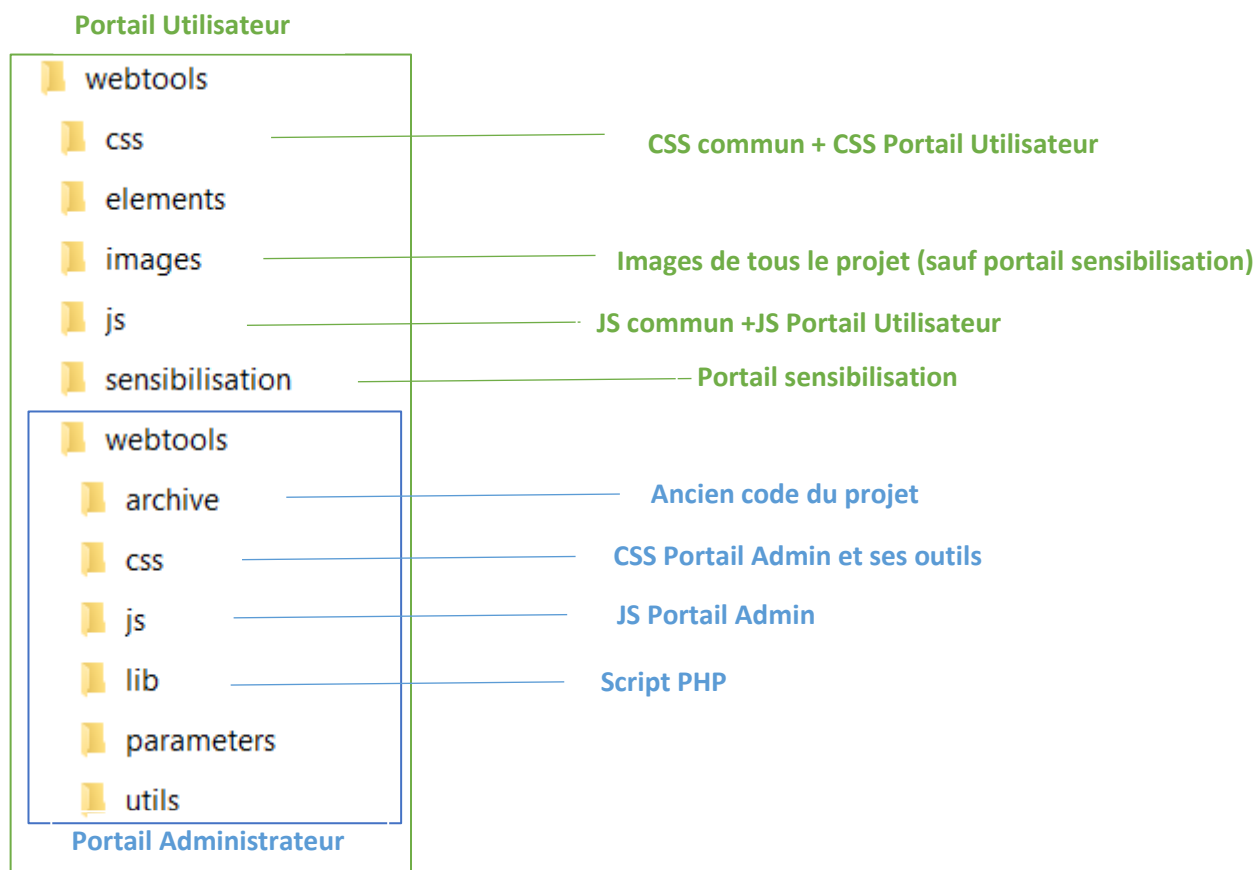 Portail Utilisateur
webtools
css
CSS commun + CSS Portail Utilisateur
elements
images
Images de tous le projet (sauf portail sensibilisation)
js
JS commun +JS Portail Utilisateur
sensibilisation
Portail sensibilisation
webtools
archive
Ancien code du projet
css
CSS Portail Admin et ses outils
js
JS Portail Admin
lib
Script PHP
parameters
utils
Portail Administrateur